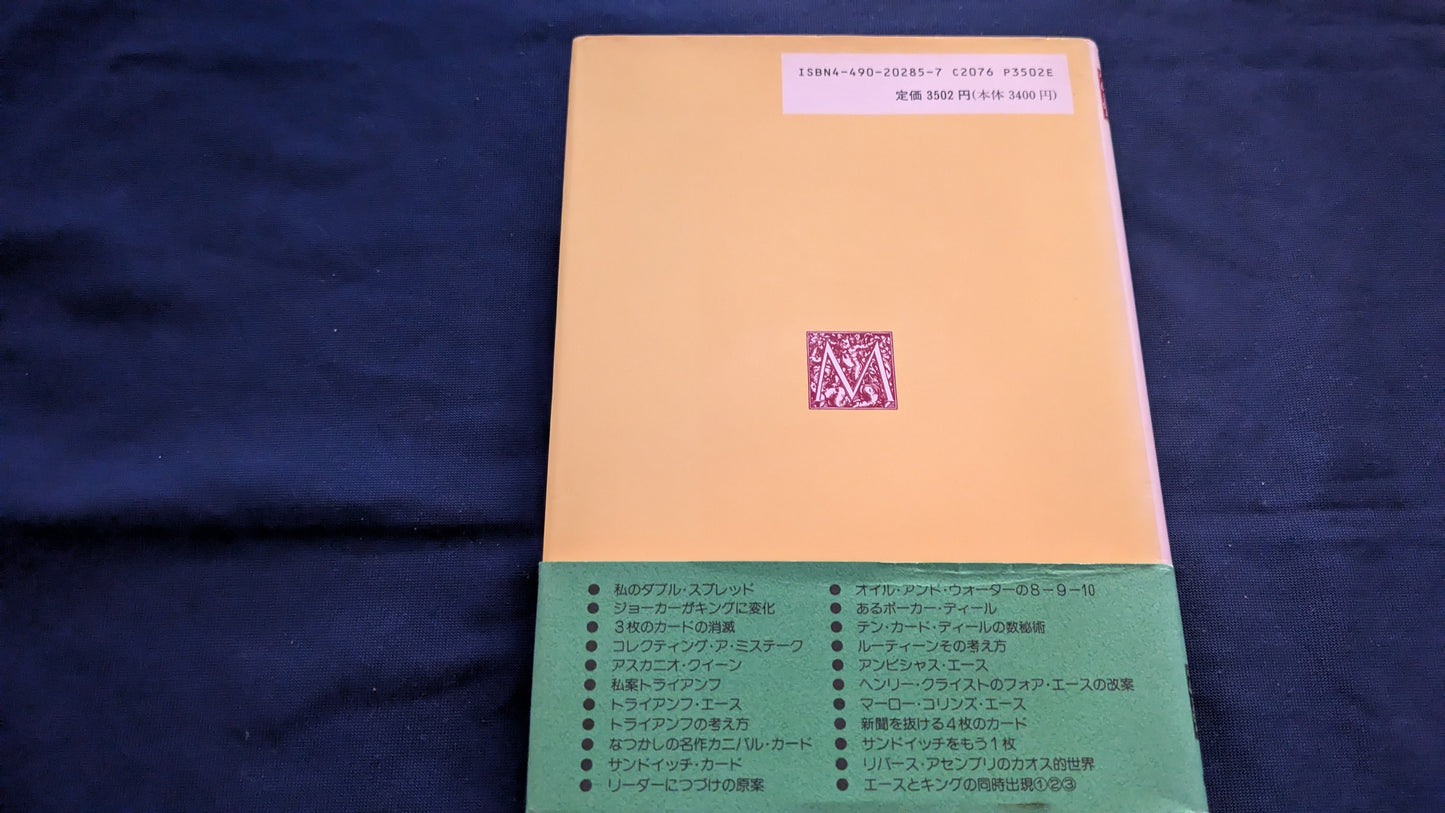 ISBN4-490-20285-7 C2076 P3502E
定価 3502 円(本体 3400 円)
M
● 私のダブル・スプレッド
● ジョーカーがキングに変化
● 3枚のカードの消滅
● コレクティング・ア・ミステーク
● アスカニオ・クイーン
● 私案トライアンフ
● トライアンフ・エース
● トライアンフの考え方
● なつかしの名作カニバル・カード
● サンドイッチ・カード
● リーダーにつづけの原案
● オイル・アンド・ウォーターの8-9-10
● あるポーカー・ディール
● テン・カード・ディールの数秘術
● ルーティーンその考え方
● アンビシャス・エース
● ヘンリー・クライストのフォア・エースの改案
● マーロー・コリンズ・エース
● 新聞を抜ける4枚のカード
● サンドイッチをもう1枚
● リバース・アセンブリのカオス的世界
● エースとキングの同時出現①②③